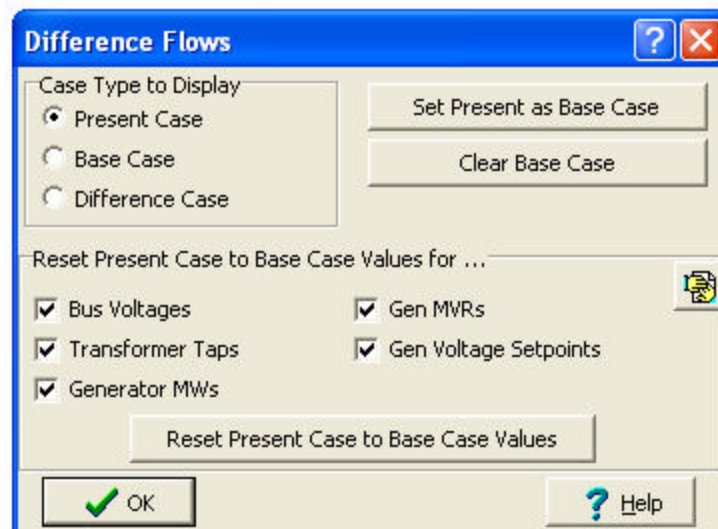 Difference Flows
Case Type to Display
Present Case
Base Case
Difference Case
Set Present as Base Case
Clear Base Case
Reset Present Case to Base Case Values for ...
Bus Voltages
Transformer Taps
Generator MWs
Gen MVRs
Gen Voltage Setpoints
Reset Present Case to Base Case Values
OK
? Help